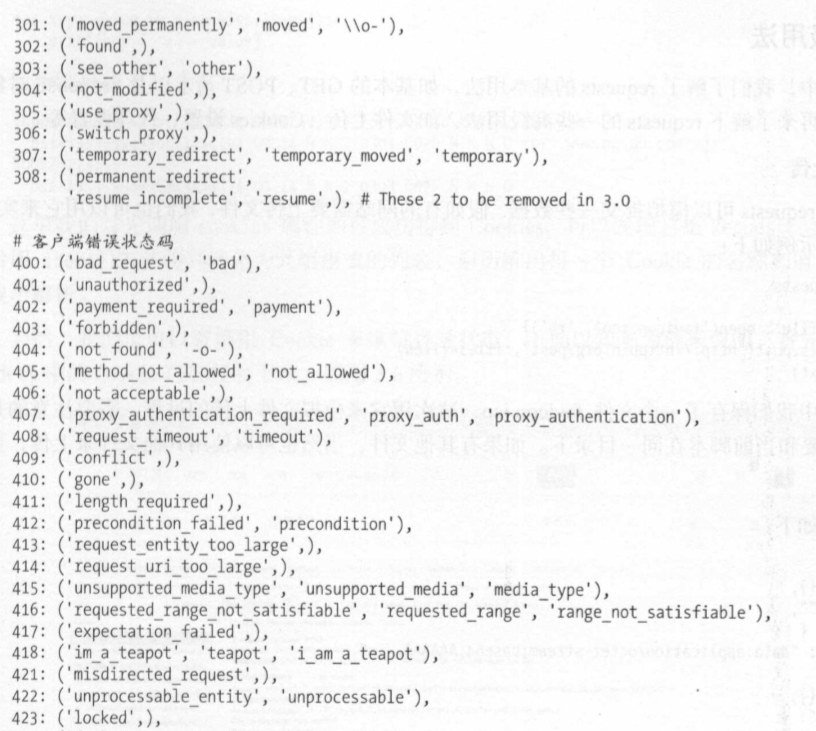 301: ('moved_permanently', 'moved', '\\o-'),
302: ('found',),
303: ('see_other', 'other'),
304: ('not_modified',),
305: ('use_proxy',),
306: ('switch_proxy',),
307: ('temporary_redirect', 'temporary_moved', 'temporary'),
308: ('permanent_redirect',
'resume_incomplete', 'resume',), # These 2 to be removed in 3.0
# 客户端错误状态码
400: ('bad_request', 'bad'),
401: ('unauthorized',),
402: ('payment_required', 'payment'),
403: ('forbidden',),
404: ('not_found', '-o-'),
405: ('method_not_allowed', 'not_allowed'),
406: ('not_acceptable',),
407: ('proxy_authentication_required', 'proxy_auth', 'proxy_authentication'),
408: ('request_timeout', 'timeout'),
409: ('conflict',),
410: ('gone',),
411: ('length_required',),
412: ('precondition_failed', 'precondition'),
413: ('request_entity_too_large',),
414: ('request_uri_too_large',),
415: ('unsupported_media_type', 'unsupported_media', 'media_type'),
416: ('requested_range_not_satisfiable', 'requested_range', 'range_not_satisfiable'),
417: ('expectation_failed',),
418: ('im_a_teapot', 'teapot', 'i_am_a_teapot'),
421: ('misdirected_request',),
422: ('unprocessable_entity', 'unprocessable'),
423: ('locked',),